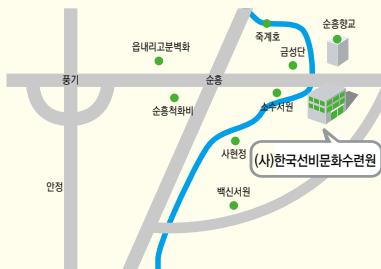 죽계호
순흥향교
읍내리고분벽화
금성단
풍기
순흥
순흥척화비
소수서원
사현정
(사)한국선비문화수련원
안정
백신서원